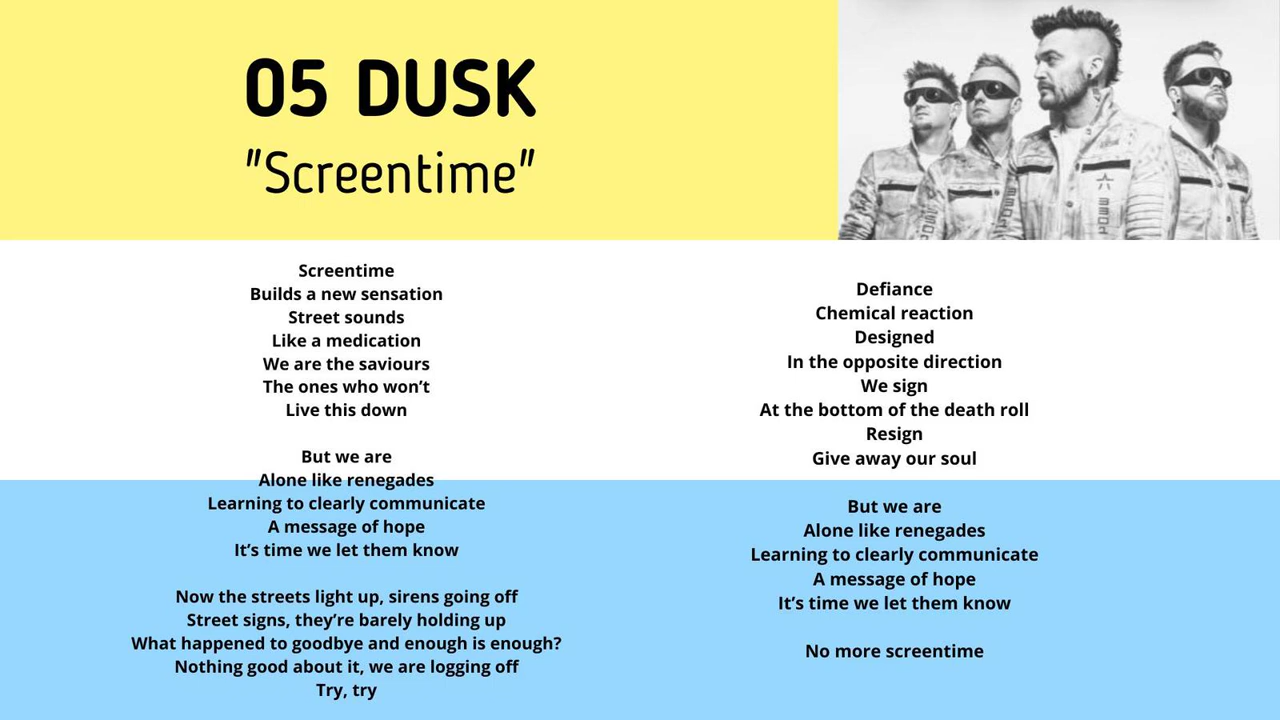 05 DUSK
"Screentime"
Screentime
Builds a new sensation
Street sounds
Like a medication
We are the saviours
The ones who won’t
Live this down
But we are
Alone like renegades
Learning to clearly communicate
A message of hope
It’s time we let them know
Now the streets light up, sirens going off
Street signs, they’re barely holding up
What happened to goodbye and enough is enough?
Nothing good about it, we are logging off
Try, try
Defiance
Chemical reaction
Designed
In the opposite direction
We sign
At the bottom of the death roll
Resign
Give away our soul
But we are
Alone like renegades
Learning to clearly communicate
A message of hope
It’s time we let them know
No more screentime